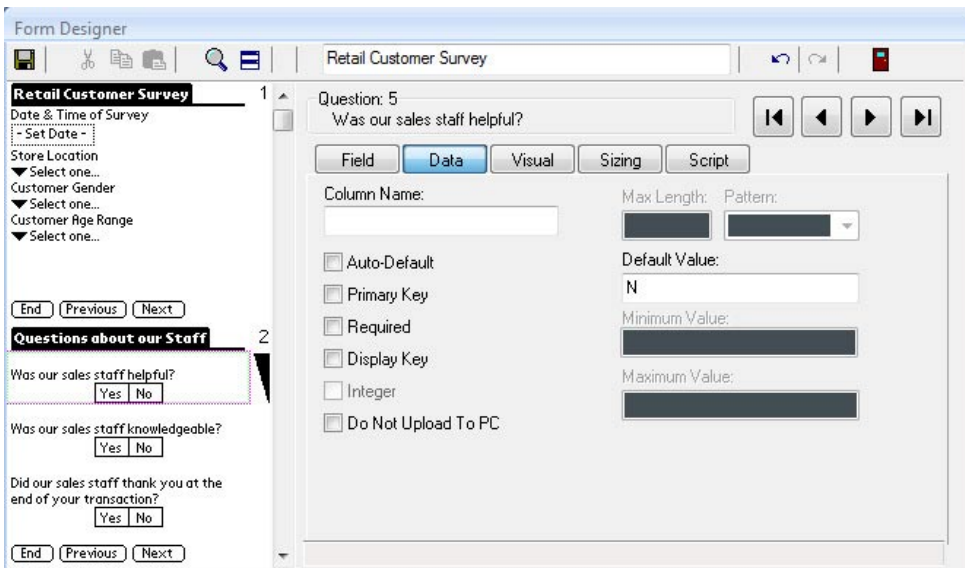 Form Designer
Retail Customer Survey
Retail Customer Survey 1
Date & Time of Survey
- Set Date -
Store Location
Select one...
Customer Gender
Select one...
Customer Age Range
Select one...
End Previous Next
Questions about our Staff 2
Was our sales staff helpful?
Yes No
Was our sales staff knowledgeable?
Yes No
Did our sales staff thank you at the
end of your transaction?
Yes No
End Previous Next
Question: 5
Was our sales staff helpful?
Field Data Visual Sizing Script
Column Name:
Auto-Default
Primary Key
Required
Display Key
Integer
Do Not Upload To PC
Max Length: Pattern:
Default Value:
N
Minimum Value:
Maximum Value: